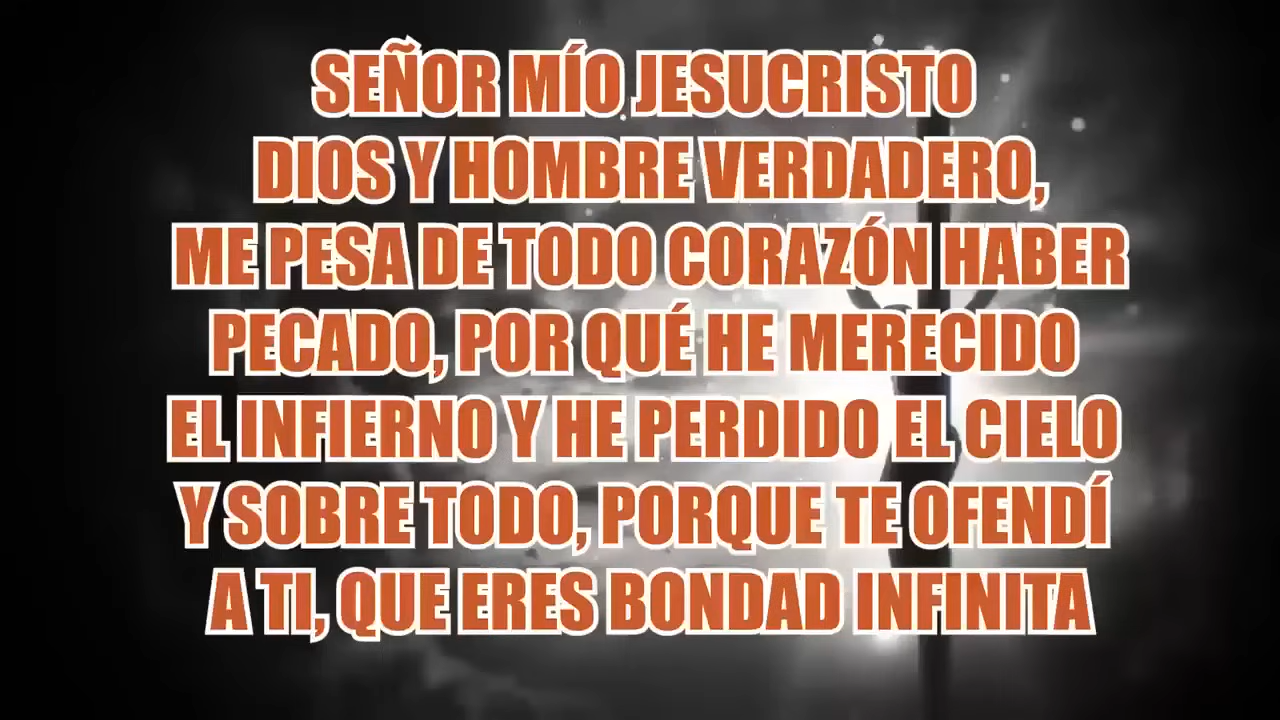 SEÑOR MÍO JESUCRISTO
DIOS Y HOMBRE VERDADERO,
ME PESA DE TODO CORAZÓN HABER
PECADO, POR QUÉ HE MERECIDO
EL INFIERNO Y HE PERDIDO EL CIELO
Y SOBRE TODO, PORQUE TE OFENDÍ
A TI, QUE ERES BONDAD INFINITA